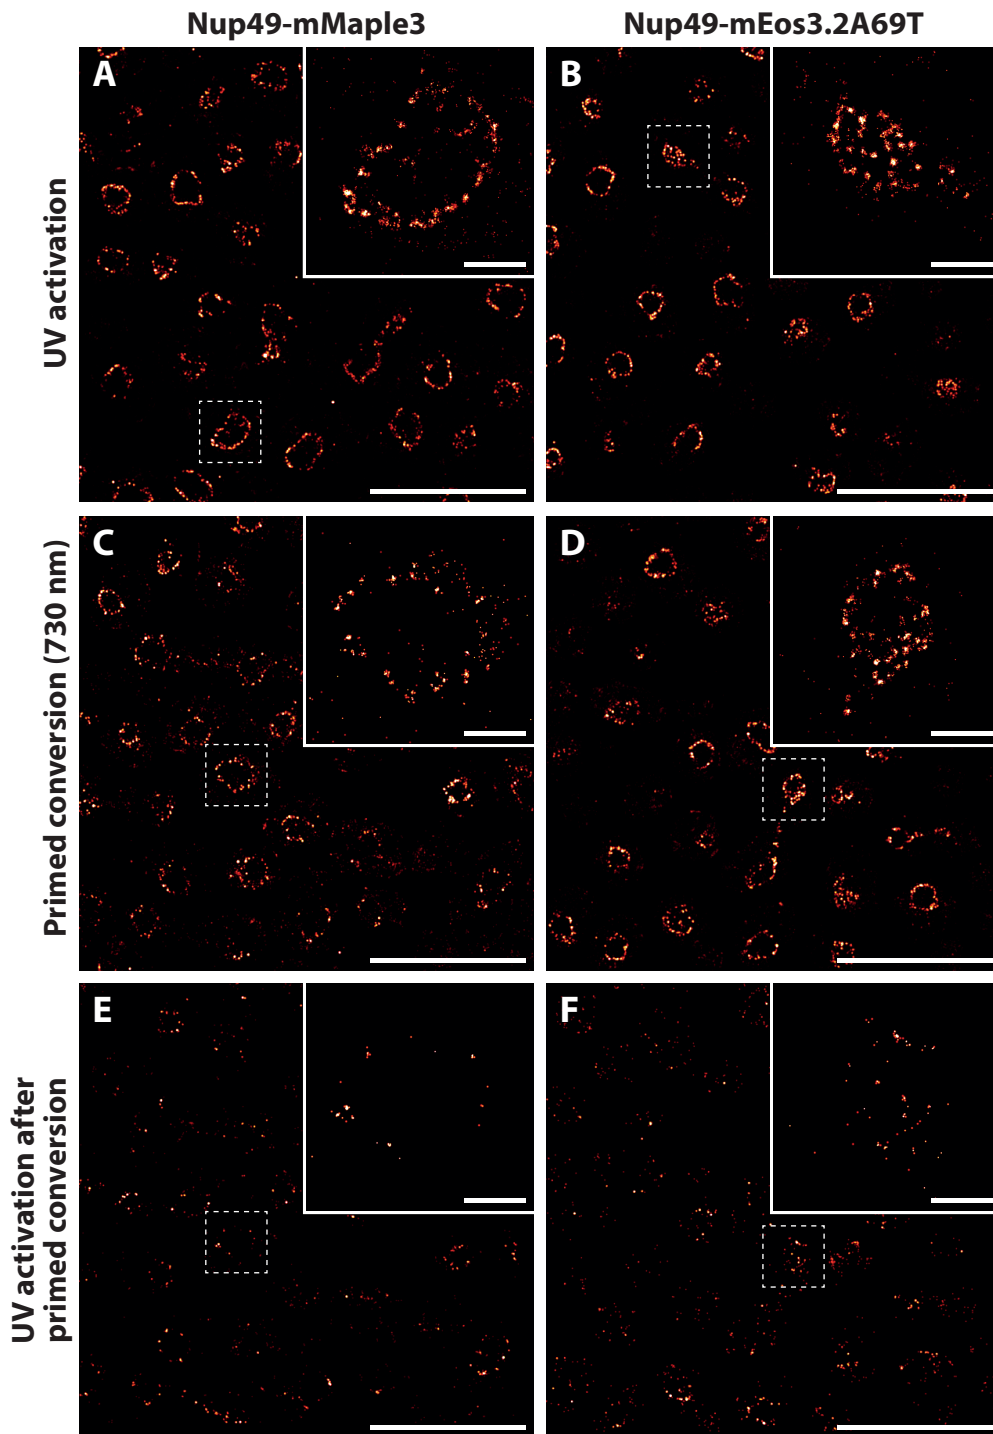 Nup49-mMaple3
Nup49-mEos3.2A69T
UV activation
A
B
Primed conversion (730 nm)
C
D
UV activation after
primed conversion
E
F